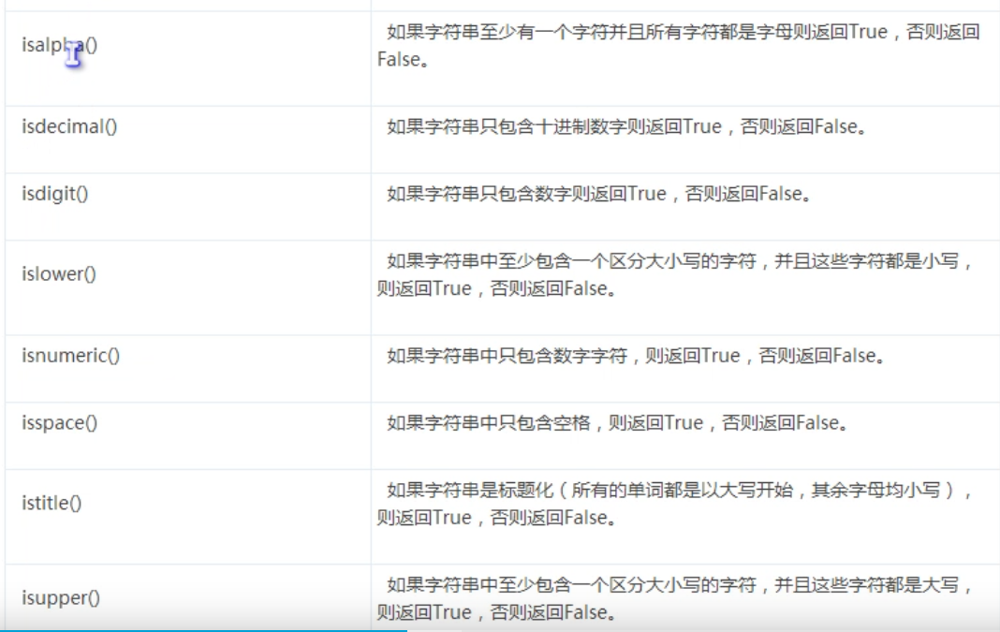 isalpha()
如果字符串至少有一个字符并且所有字符都是字母则返回True，否则返回
False。
isdecimal()
如果字符串只包含十进制数字则返回True，否则返回False。
isdigit()
如果字符串只包含数字则返回True，否则返回False。
islower()
如果字符串中至少包含一个区分大小写的字符，并且这些字符都是小写，
则返回True，否则返回False。
isnumeric()
如果字符串中只包含数字字符，则返回True，否则返回False。
isspace()
如果字符串中只包含空格，则返回True，否则返回False。
istitle()
如果字符串是标题化（所有的单词都是以大写开始，其余字母均小写），
则返回True，否则返回False。
isupper()
如果字符串中至少包含一个区分大小写的字符，并且这些字符都是大写，
则返回True，否则返回False。